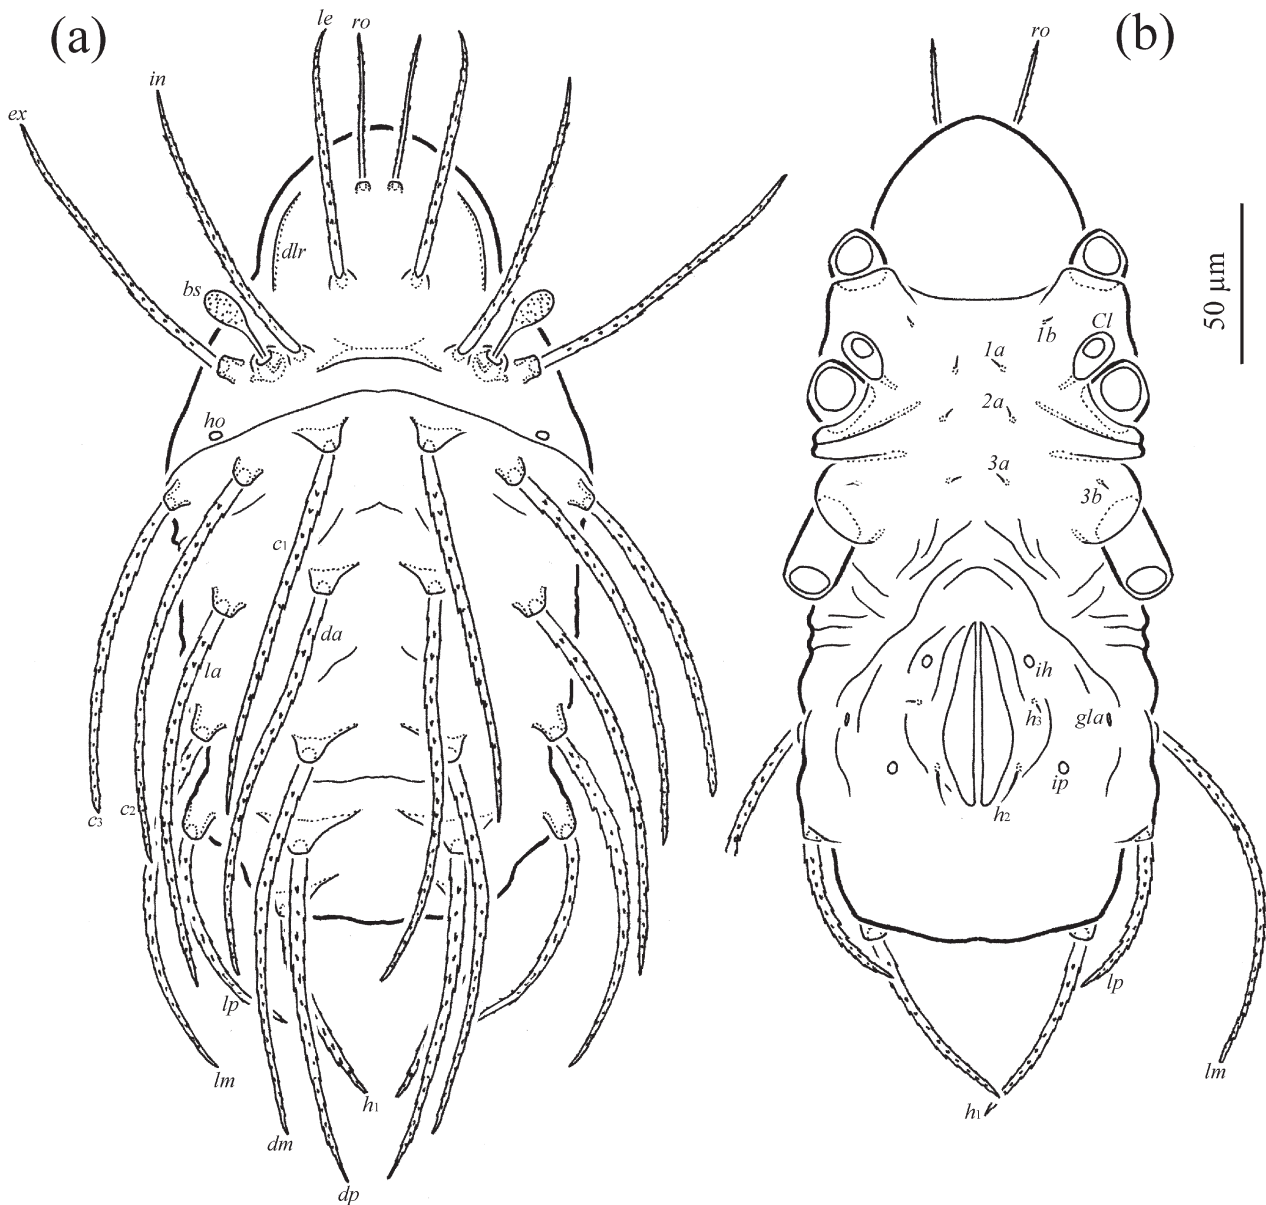 (a)
le
ro
in
ex
dlr
bs
ho
c1
da
la
c3
c2
lp
lm
h1
dm
dp
(b)
ro
50 µm
1b
Cl
1a
2a
3a
3b
ih
h3
gla
ip
h2
lp
lm
h1